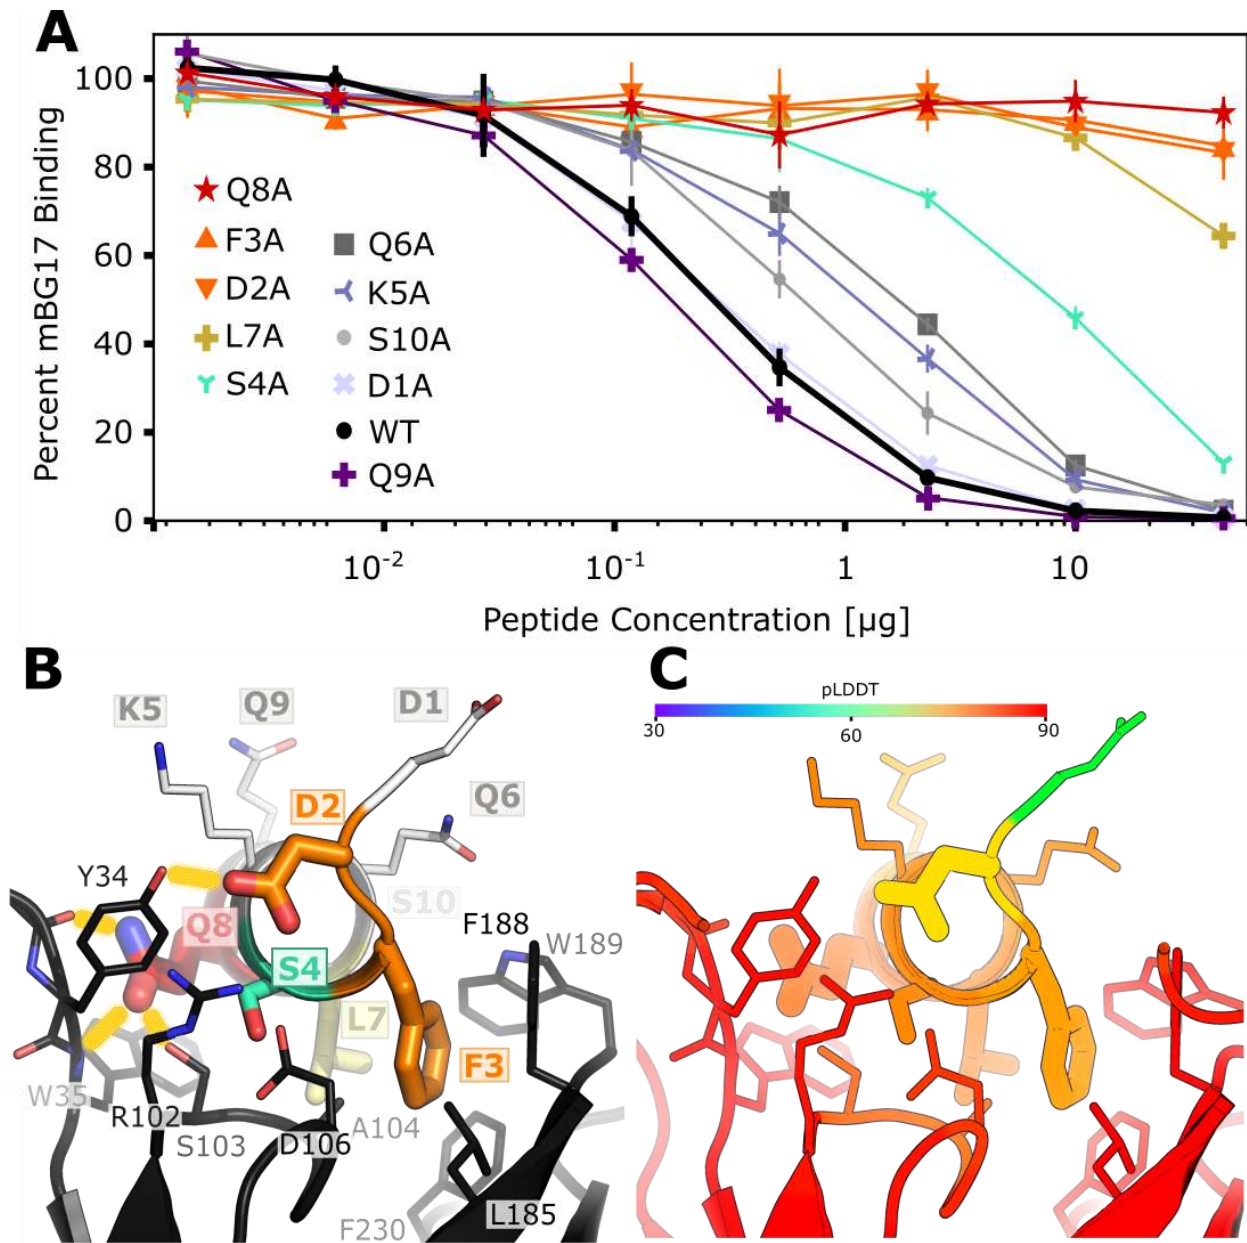 A
100
80
60
40
20
0
Percent mBG17 Binding
Q8A
F3A
D2A
L7A
S4A
Q6A
K5A
S10A
D1A
WT
Q9A
10-2
10-1
1
10
Peptide Concentration [µg]
B
K5
Q9
D1
D2
Q6
Y34
Q8
S10
F188
W189
S4
L7
F3
W35
R102
S103
D106
A104
L185
F230
C
pLDDT
30
60
90